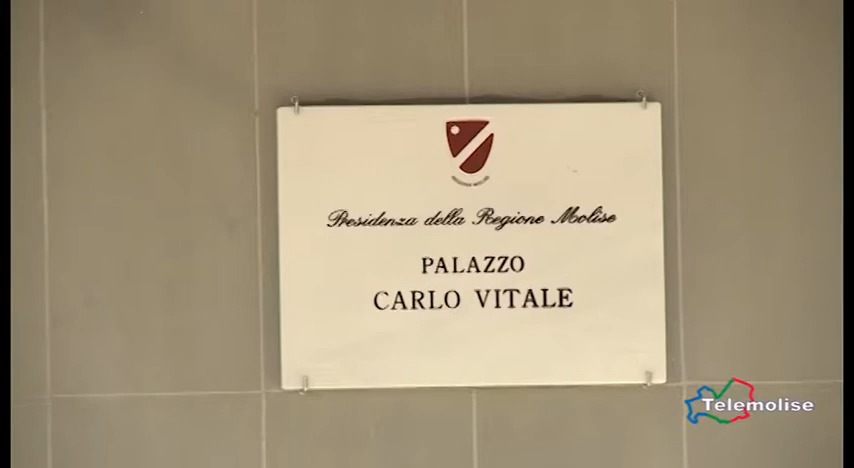 Presidenza della Regione Molise
PALAZZO
CARLO VITALE
Telemolise